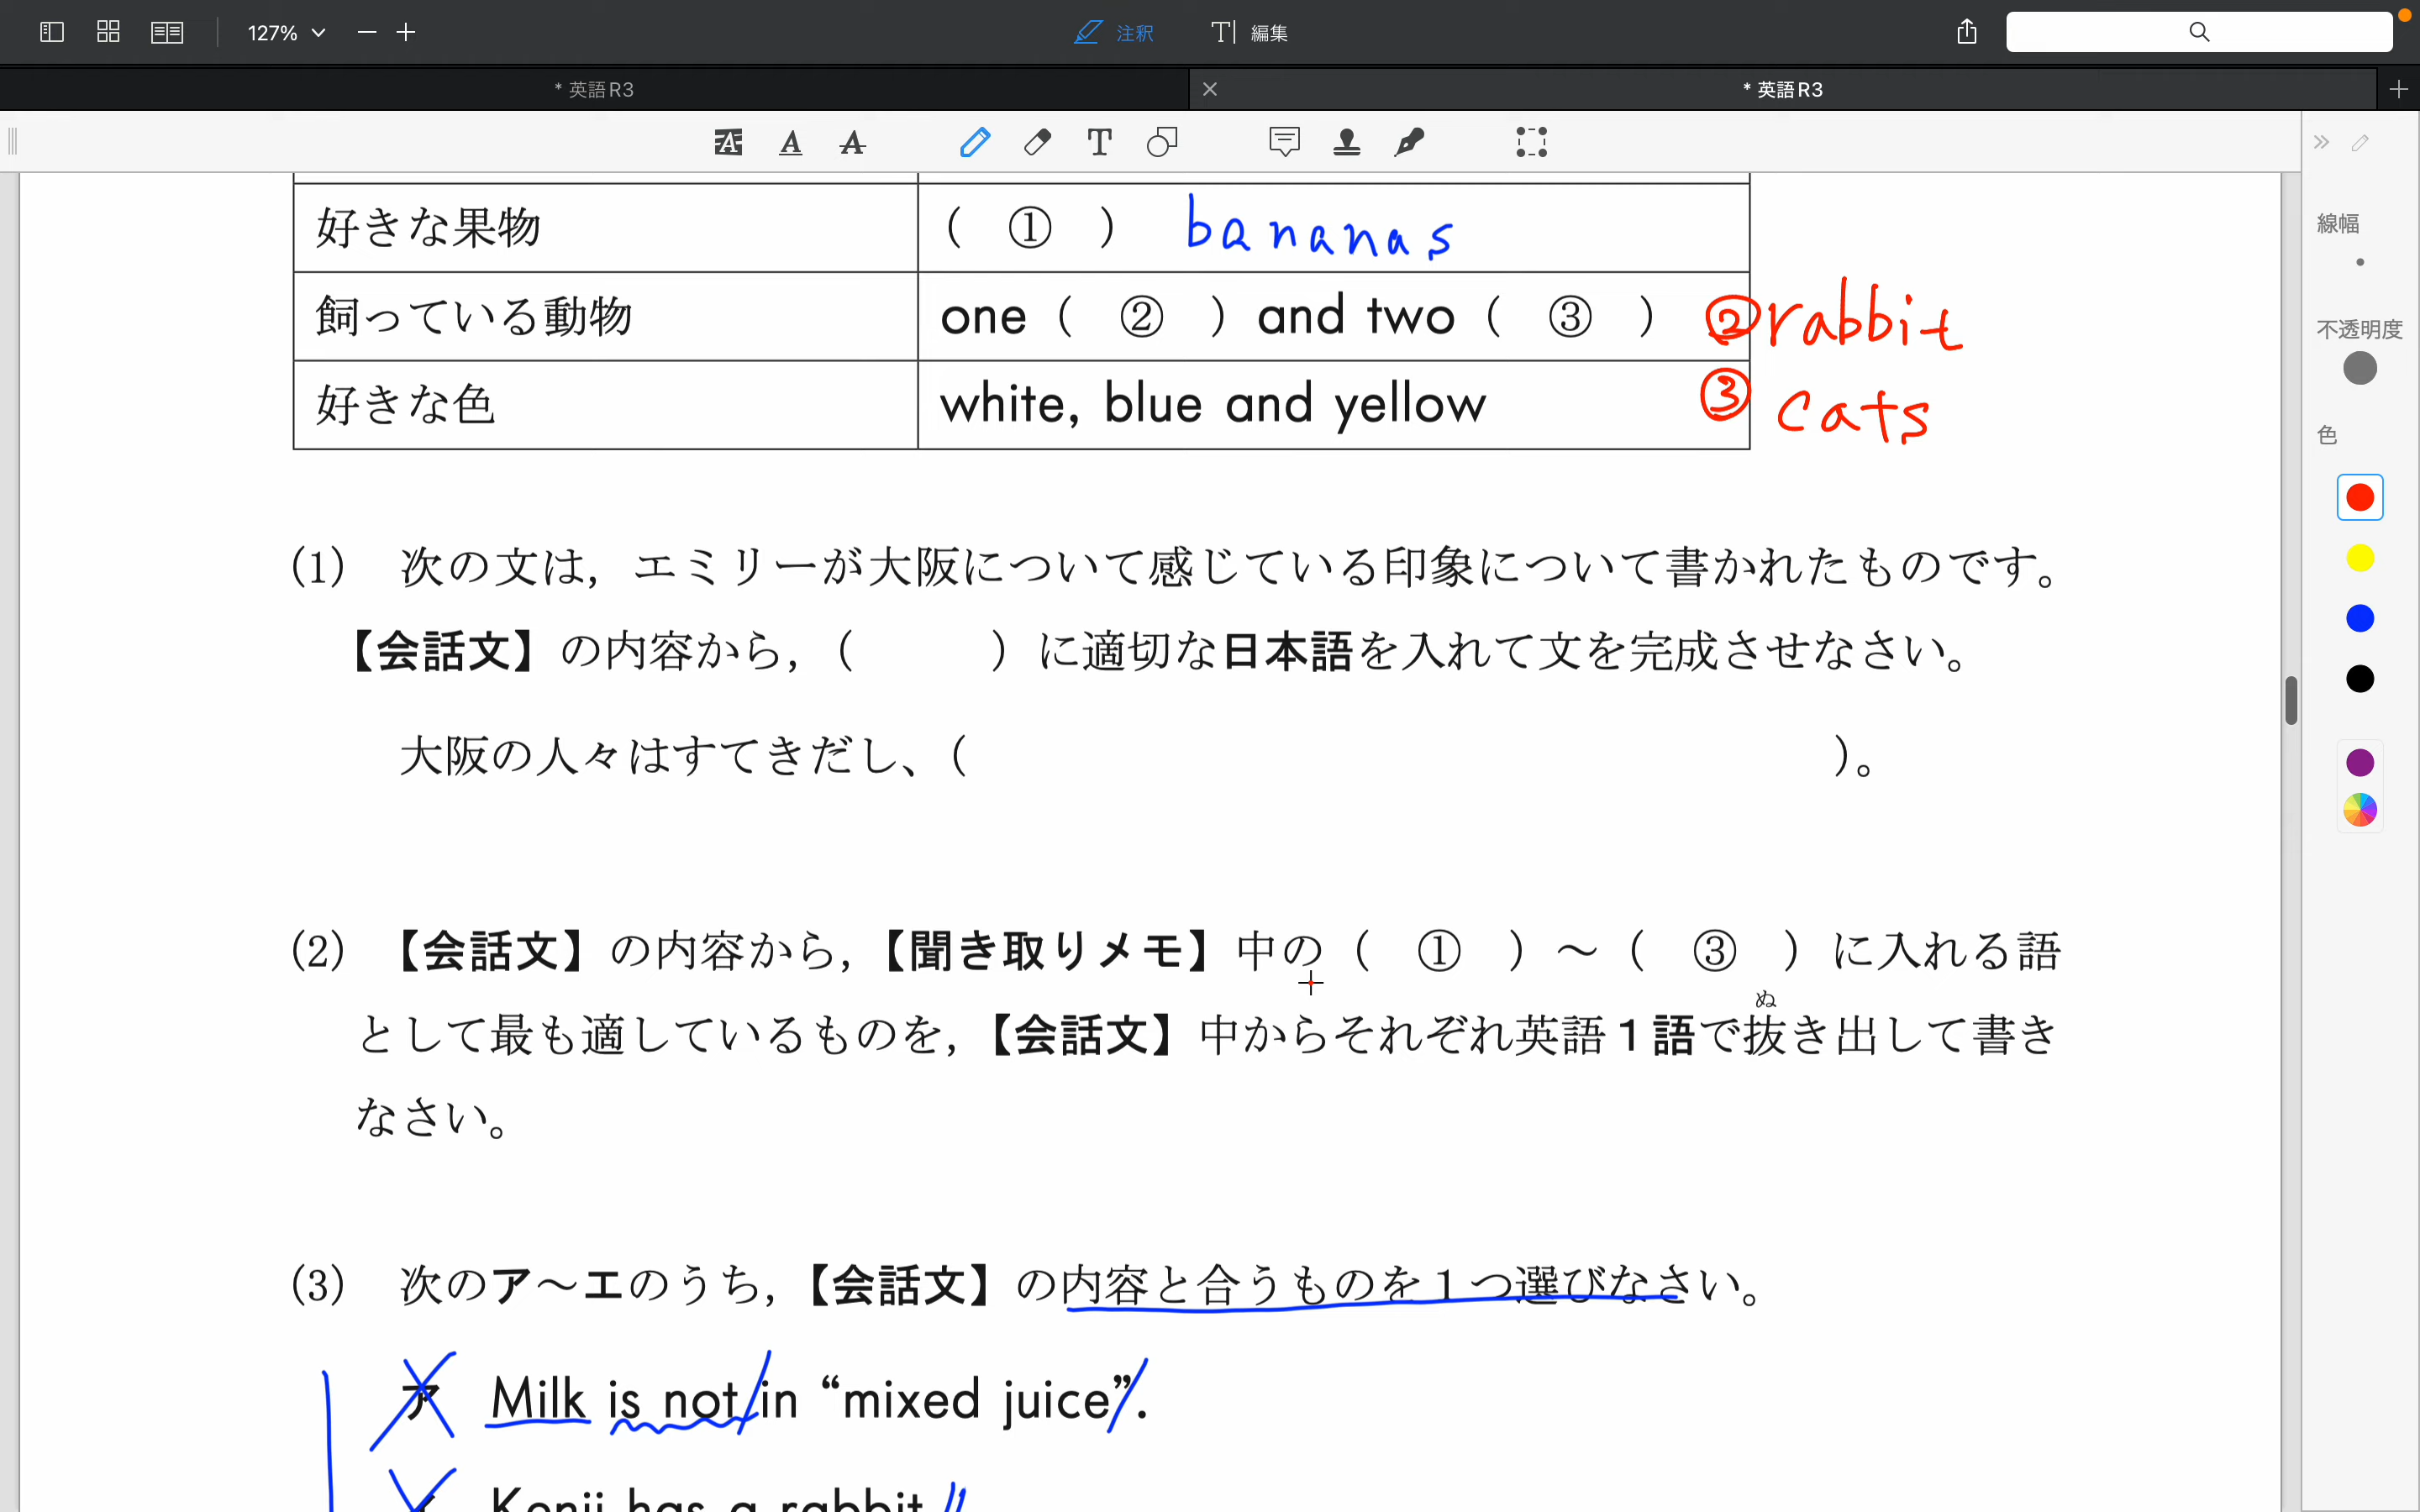 127% 注釈 編集
* 英語R3 * 英語R3
線幅
不透明度
色
好きな果物 ( ① ) bananas
飼っている動物 one ( ② ) and two ( ③ ) ②rabbit
好きな色 white, blue and yellow ③ cats
(1) 次の文は，エミリーが大阪について感じている印象について書かれたものです。
【会話文】の内容から，( )に適切な日本語を入れて文を完成させなさい。
大阪の人々はすてきだし、( )。
(2) 【会話文】の内容から，【聞き取りメモ】中の ( ① ) ～ ( ③ ) に入れる語
ぬ
として最も適しているものを，【会話文】中からそれぞれ英語１語で抜き出して書き
なさい。
(3) 次のア～エのうち，【会話文】の内容と合うものを１つ選びなさい。
ア Milk is not in “mixed juice”.
Kenji has a rabbit